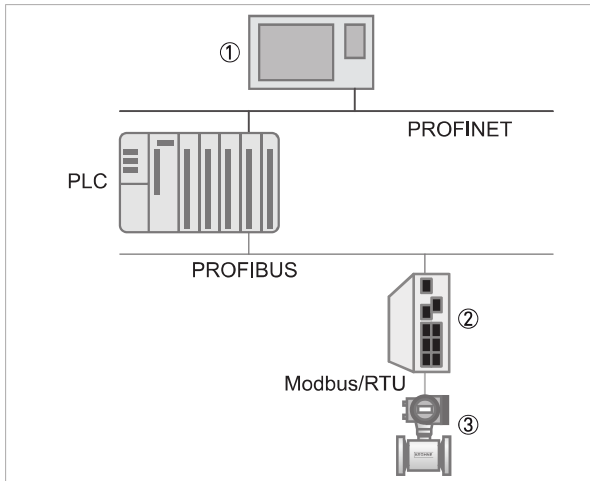 ①
PROFINET
PLC
PROFIBUS
②
Modbus/RTU
③